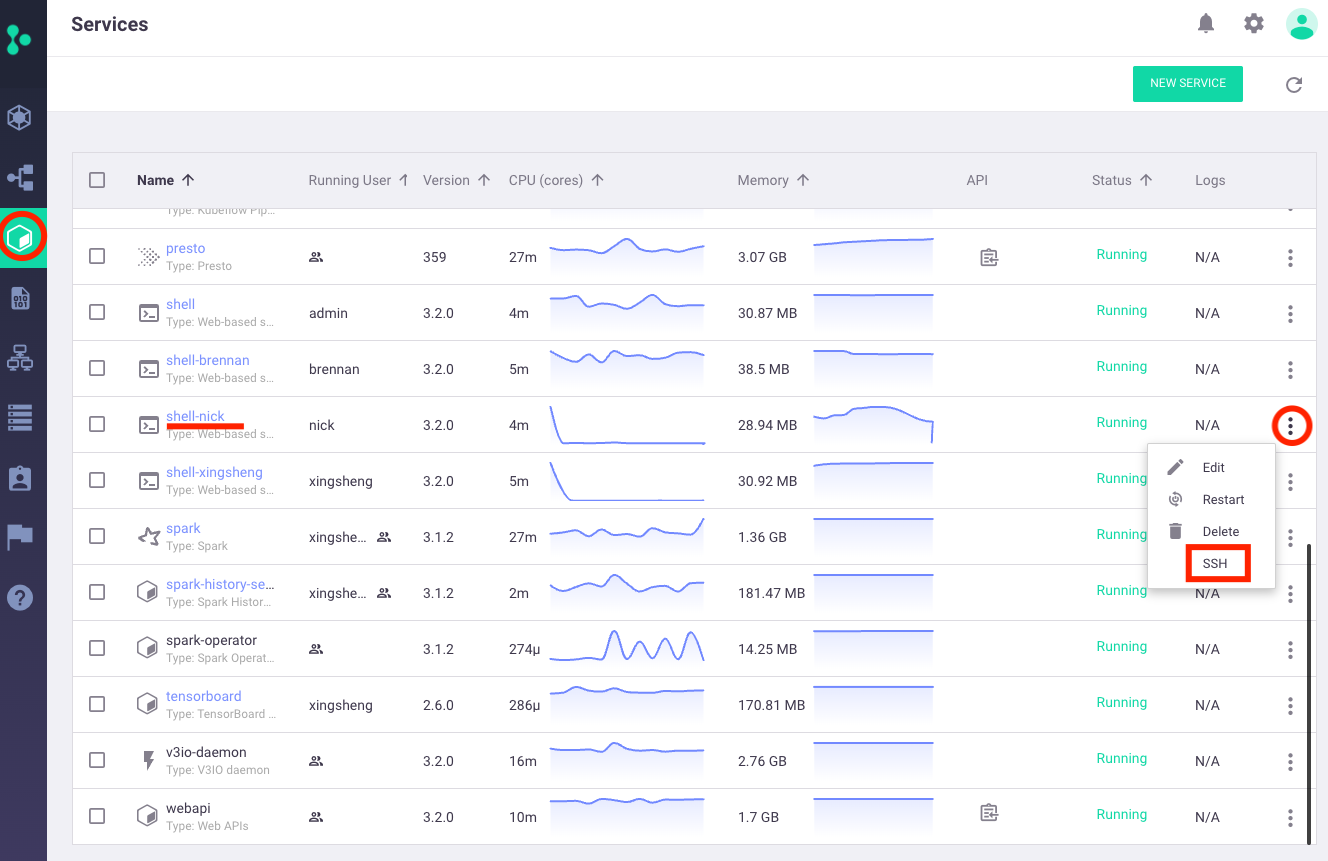 Services
NEW SERVICE
Name Running User Version CPU (cores) Memory API Status Logs
Type: Kubeflow Pip...
presto 359 27m 3.07 GB Running N/A
Type: Presto
shell admin 3.2.0 4m 30.87 MB Running N/A
Type: Web-based s...
shell-brennan brennan 3.2.0 5m 38.5 MB Running N/A
Type: Web-based s...
shell-nick nick 3.2.0 4m 28.94 MB Running N/A
Type: Web-based s...
shell-xingsheng xingsheng 3.2.0 5m 30.92 MB Running
Type: Web-based s...
spark xingshe... 3.1.2 27m 1.36 GB Running
Type: Spark
spark-history-se... xingshe... 3.1.2 2m 181.47 MB Running N/A
Type: Spark Histor...
Edit
Restart
Delete
SSH
spark-operator 3.1.2 274µ 14.25 MB Running N/A
Type: Spark Operat...
tensorboard xingsheng 2.6.0 286µ 170.81 MB Running N/A
Type: TensorBoard ...
v3io-daemon 3.2.0 16m 2.76 GB Running N/A
Type: V3IO daemon
webapi 3.2.0 10m 1.7 GB Running N/A
Type: Web APIs
010
101
?